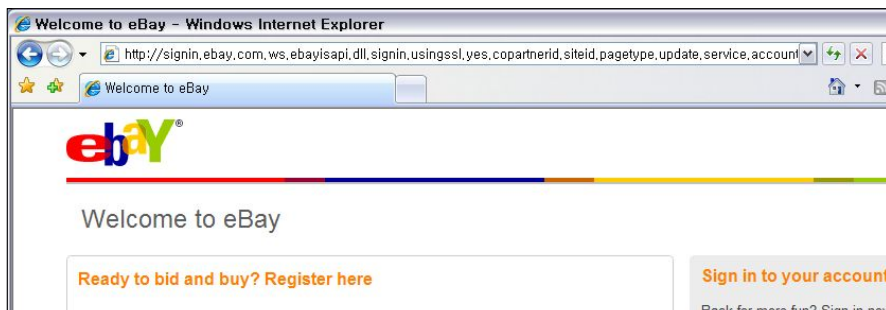 Welcome to eBay - Windows Internet Explorer
http://signin.ebay.com.ws.ebayisapi.dll.signin.usingssl.yes.copartnerid.siteid.pagetype.update.service.account
Welcome to eBay
ebaY®
Welcome to eBay
Ready to bid and buy? Register here
Sign in to your account